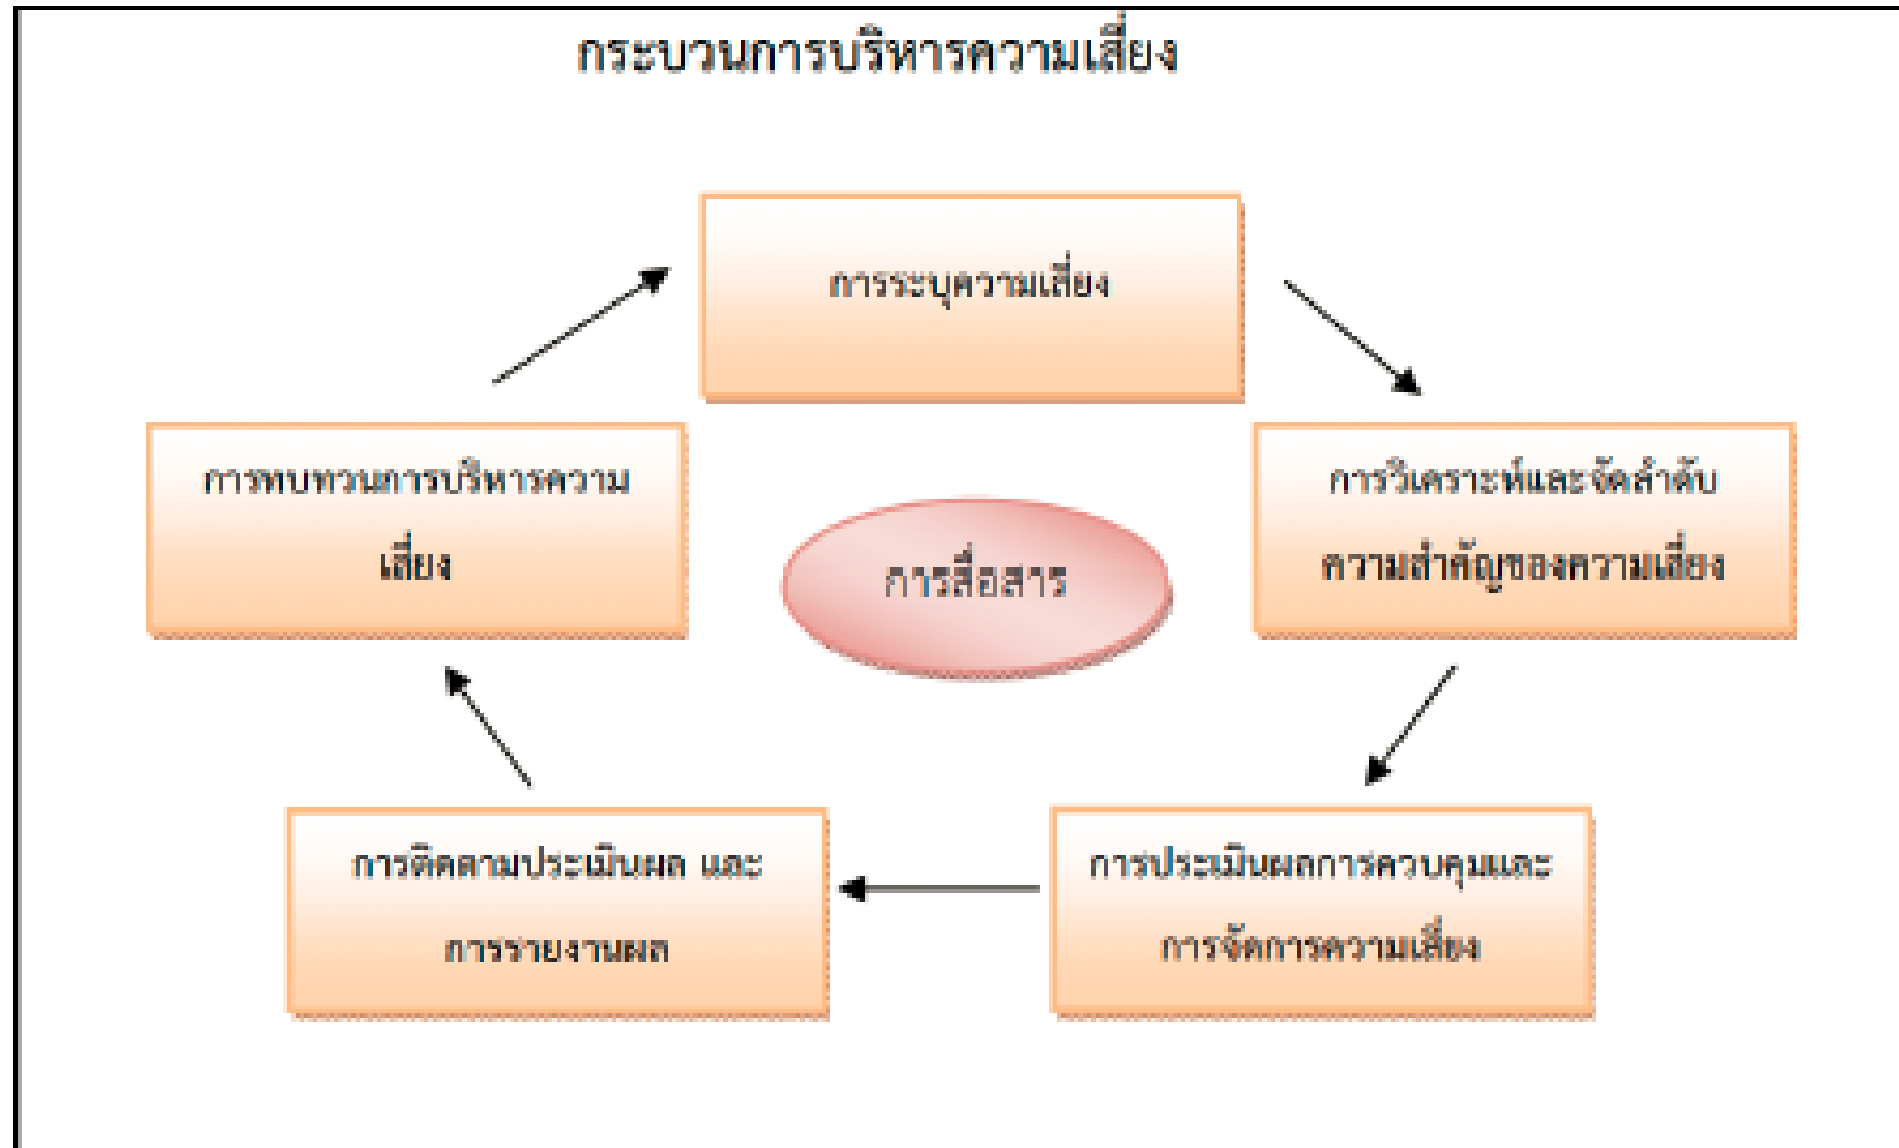 กระบวนการบริหารความเสี่ยง
การระบุความเสี่ยง
การวิเคราะห์และจัดลำดับ
ความสำคัญของความเสี่ยง
การประเมินผลการควบคุมและ
การจัดการความเสี่ยง
การติดตามประเมินผล และ
การรายงานผล
การทบทวนการบริหารความ
เสี่ยง
การสื่อสาร